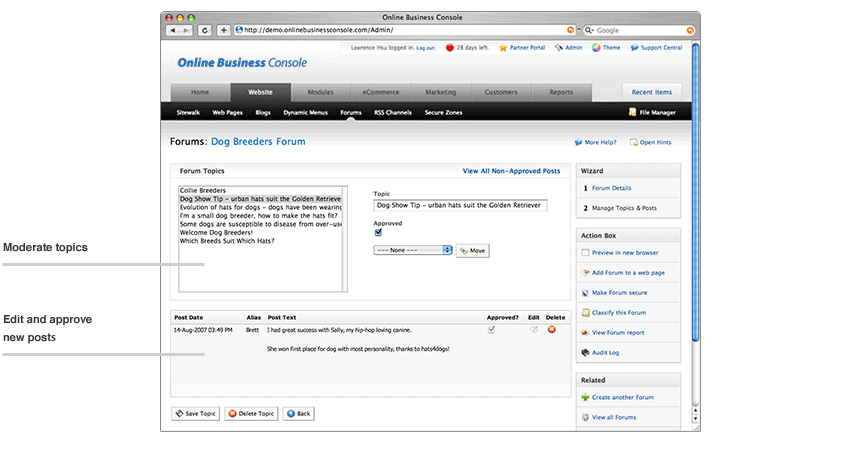 Online Business Console
http://demo.onlinebusinessconsole.com/Admin/
Google
Lawrence Hsu logged in. Log out. 28 days left. Partner Portal Admin Theme Support Central
Online Business Console
Home Website Modules eCommerce Marketing Customers Reports Recent Items
Sitewalk Web Pages Blogs Dynamic Menus Forums RSS Channels Secure Zones File Manager
Forums: Dog Breeders Forum
More Help? Open Hints
Forum Topics View All Non-Approved Posts
Collie Breeders
Dog Show Tip - urban hats suit the Golden Retriever
Evolution of hats for dogs - dogs have been wearing
I'm a small dog breeder, how to make the hats fit?
Some dogs are susceptible to disease from over-use
Welcome Dog Breeders!
Which Breeds Suit Which Hats?
Topic
Dog Show Tip - urban hats suit the Golden Retriever
Approved
--- None --- Move
Wizard
1 Forum Details
2 Manage Topics & Posts
Action Box
Preview in new browser
Add Forum to a web page
Make Forum secure
Classify this Forum
View Forum report
Audit Log
Related
Create another Forum
View all Forums
Moderate topics
Edit and approve
new posts
Post Date Alias Post Text Approved? Edit Delete
14-Aug-2007 03:49 PM Brett I had great success with Sally, my hip-hop loving canine.
She won first place for dog with most personality, thanks to hats4dogs!
Save Topic Delete Topic Back